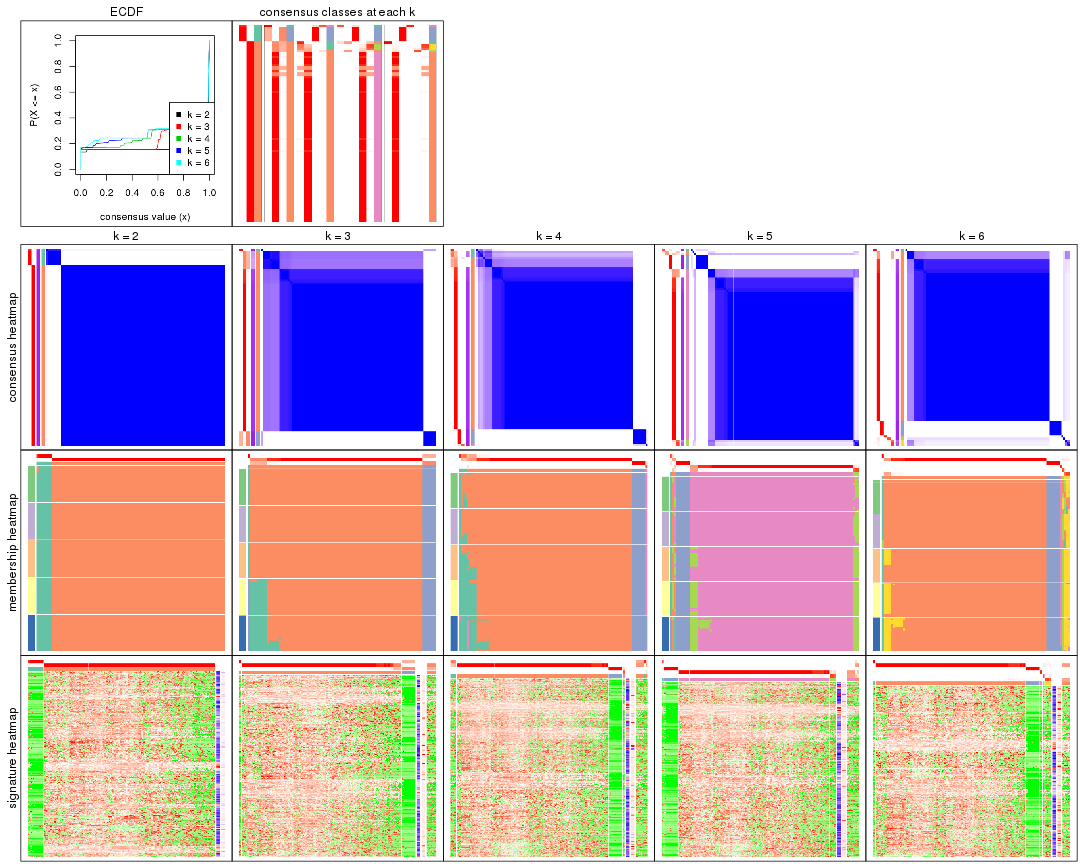 ECDF
consensus classes at each k
P(X <= x)
1.0
0.8
0.6
0.4
0.2
0.0
k = 2
k = 3
k = 4
k = 5
k = 6
0.0 0.2 0.4 0.6 0.8 1.0
consensus value (x)
k = 2 k = 3 k = 4 k = 5 k = 6
consensus heatmap
membership heatmap
signature heatmap